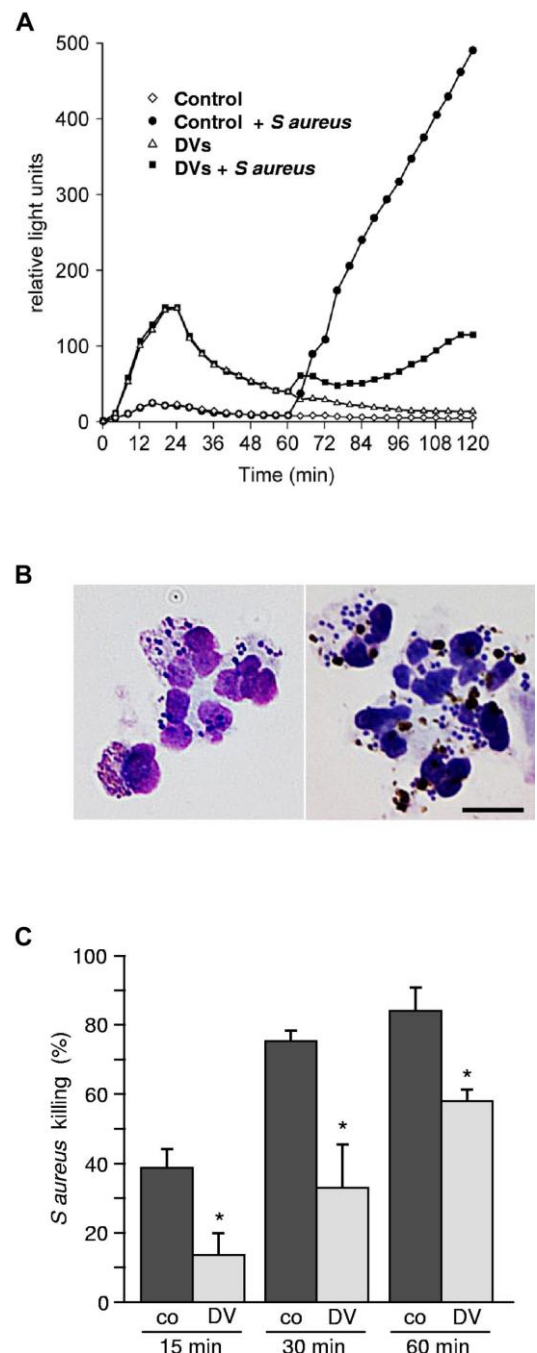 A
500
400
300
200
100
0
relative light units
Control
Control + S aureus
DVs
DVs + S aureus
0 12 24 36 48 60 72 84 96 108 120
Time (min)
B
C
100
80
60
40
20
0
S aureus killing (%)
* * *
co DV co DV co DV
15 min 30 min 60 min